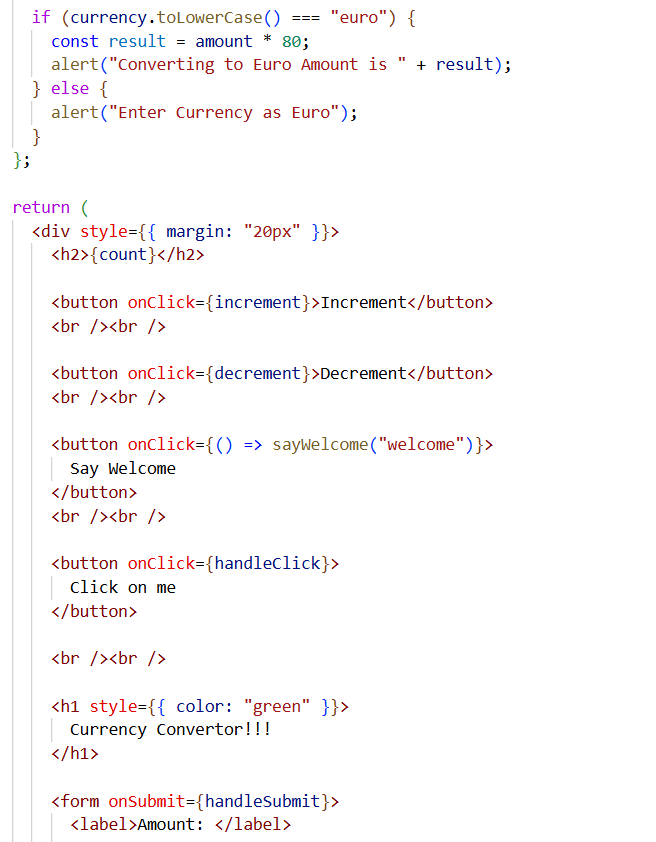 if (currency.toLowerCase() === "euro") {
const result = amount * 80;
alert("Converting to Euro Amount is " + result);
} else {
alert("Enter Currency as Euro");
}
};
return (
<div style={{ margin: "20px" }}>
<h2>{count}</h2>
<button onClick={increment}>Increment</button>
<br /><br />
<button onClick={decrement}>Decrement</button>
<br /><br />
<button onClick={() => sayWelcome("welcome")}>
Say Welcome
</button>
<br /><br />
<button onClick={handleClick}>
Click on me
</button>
<br /><br />
<h1 style={{ color: "green" }}>
Currency Convertor!!!
</h1>
<form onSubmit={handleSubmit}>
<label>Amount: </label>